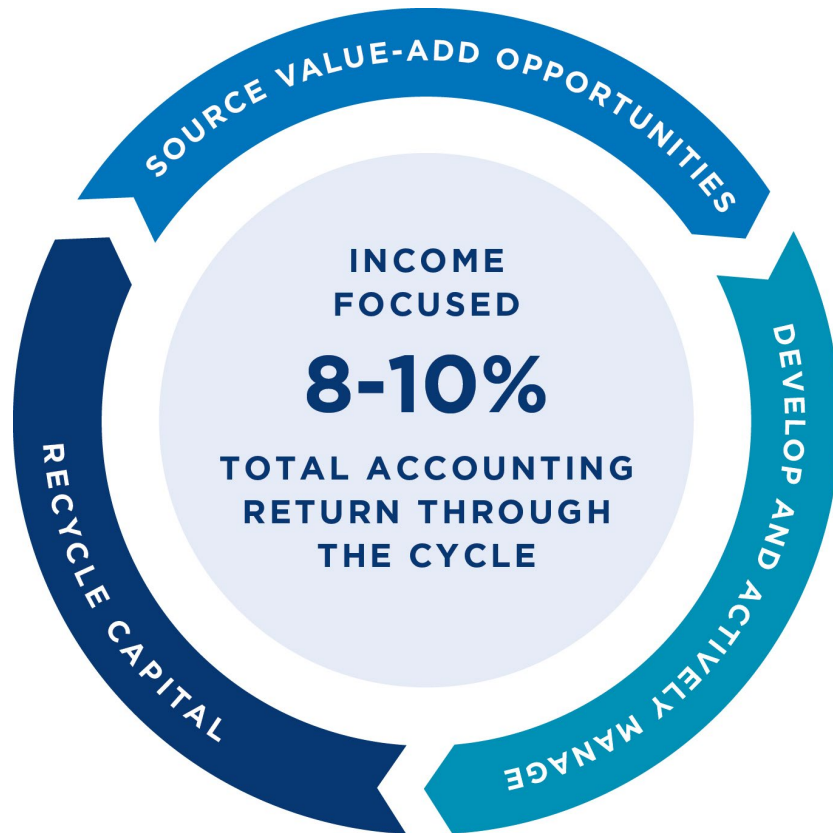 SOURCE VALUE-ADD OPPORTUNITIES
DEVELOP AND ACTIVELY MANAGE
RECYCLE CAPITAL
INCOME
FOCUSED
8-10%
TOTAL ACCOUNTING
RETURN THROUGH
THE CYCLE